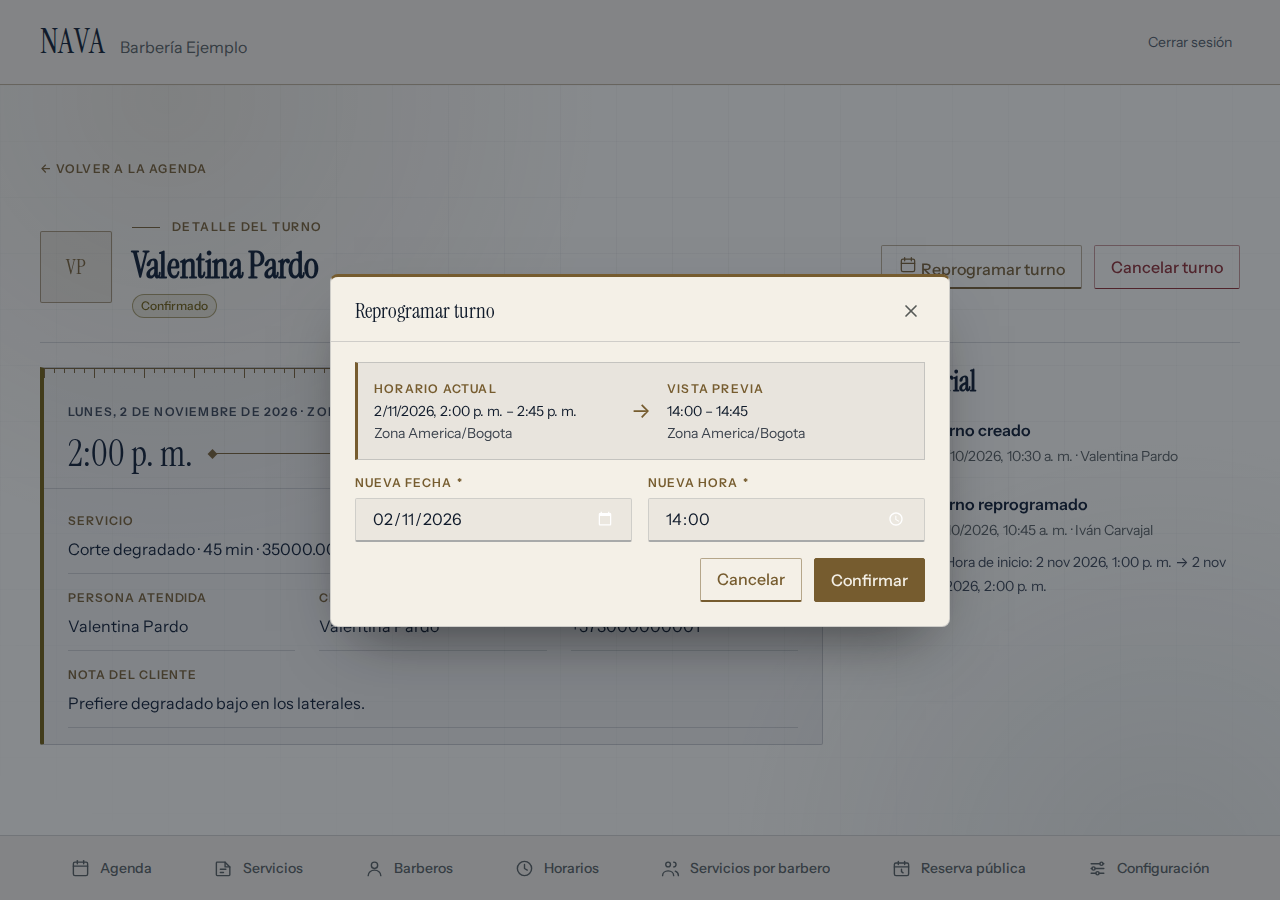 NAVA Barbería Ejemplo
Cerrar sesión
← VOLVER A LA AGENDA
DETALLE DEL TURNO
VP
Valentina Pardo
Confirmado
Reprogramar turno
Cancelar turno
Reprogramar turno
HORARIO ACTUAL
2/11/2026, 2:00 p. m. – 2:45 p. m.
Zona America/Bogota
→
VISTA PREVIA
14:00 – 14:45
Zona America/Bogota
NUEVA FECHA *
02/11/2026
NUEVA HORA *
14:00
Cancelar
Confirmar
LUNES, 2 DE NOVIEMBRE DE 2026 ·
2:00 p. m.
SERVICIO
Corte degradado · 45 min · 35000.00
PERSONA ATENDIDA
Valentina Pardo
Valentina Pardo
NOTA DEL CLIENTE
Prefiere degradado bajo en los laterales.
creado
10/2026, 10:30 a. m. · Valentina Pardo
reprogramado
10/2026, 10:45 a. m. · Iván Carvajal
Hora de inicio: 2 nov 2026, 1:00 p. m. → 2 nov
2026, 2:00 p. m.
Agenda
Servicios
Barberos
Horarios
Servicios por barbero
Reserva pública
Configuración